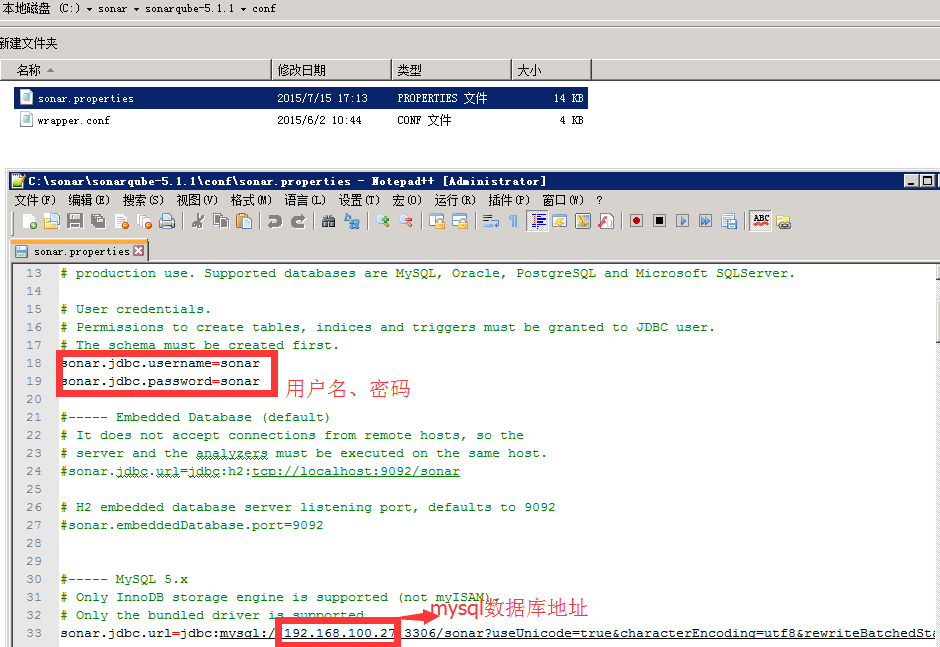 本地磁盘 (C:) ▾ sonar ▾ sonarqube-5.1.1 ▾ conf
新建文件夹
名称 修改日期 类型 大小
sonar.properties 2015/7/15 17:13 PROPERTIES 文件 14 KB
wrapper.conf 2015/6/2 10:44 CONF 文件 4 KB
C:\sonar\sonarqube-5.1.1\conf\sonar.properties - Notepad++ [Administrator]
文件(F) 编辑(E) 搜索(S) 视图(V) 格式(M) 语言(L) 设置(T) 宏(O) 运行(R) 插件(P) 窗口(W) ?
ABC
sonar.properties
13 # production use. Supported databases are MySQL, Oracle, PostgreSQL and Microsoft SQLServer.
14
15 # User credentials.
16 # Permissions to create tables, indices and triggers must be granted to JDBC user.
17 # The schema must be created first.
18 sonar.jdbc.username=sonar
19 sonar.jdbc.password=sonar
用户名、密码
20
21 #----- Embedded Database (default)
22 # It does not accept connections from remote hosts, so the
23 # server and the analyzers must be executed on the same host.
24 #sonar.jdbc.url=jdbc:h2:tcp://localhost:9092/sonar
25
26 # H2 embedded database server listening port, defaults to 9092
27 #sonar.embeddedDatabase.port=9092
28
29
30 #----- MySQL 5.x
31 # Only InnoDB storage engine is supported (not myISAM).
mysql数据库地址
32 # Only the bundled driver is supported.
33 sonar.jdbc.url=jdbc:mysql://192.168.100.27:3306/sonar?useUnicode=true&characterEncoding=utf8&rewriteBatchedSta